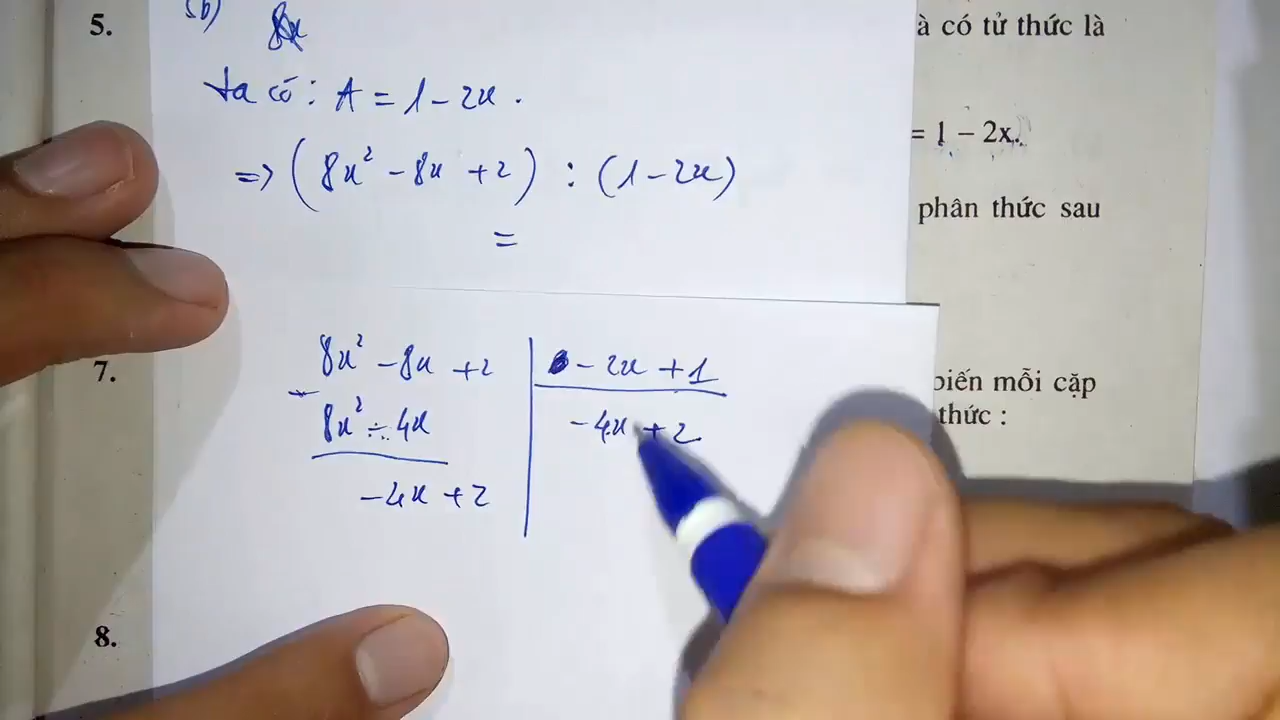 5.
5b)
à có tử thức là
ta có: A = 1 - 2x.
= 1 – 2x.
=> (8x² - 8x + 2) : (1 - 2x)
phân thức sau
=
7.
8x² - 8x + 2
- 2x + 1
biến mỗi cặp
-
8x² - 4x
- 4x + 2
thức :
- 4x + 2
8.